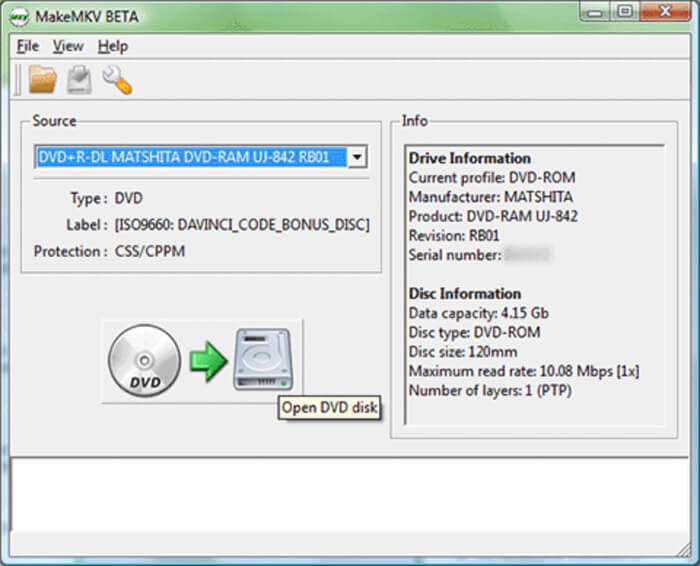 MakeMKV BETA
File View Help
Source
DVD+R-DL MATSHITA DVD-RAM UJ-842 RB01
Type : DVD
Label : [ISO9660: DAVINCI_CODE_BONUS_DISC]
Protection : CSS/CPPM
DVD
Open DVD disk
Info
Drive Information
Current profile: DVD-ROM
Manufacturer: MATSHITA
Product: DVD-RAM UJ-842
Revision: RB01
Serial number:
Disc Information
Data capacity: 4.15 Gb
Disc type: DVD-ROM
Disc size: 120mm
Maximum read rate: 10.08 Mbps [1x]
Number of layers: 1 (PTP)